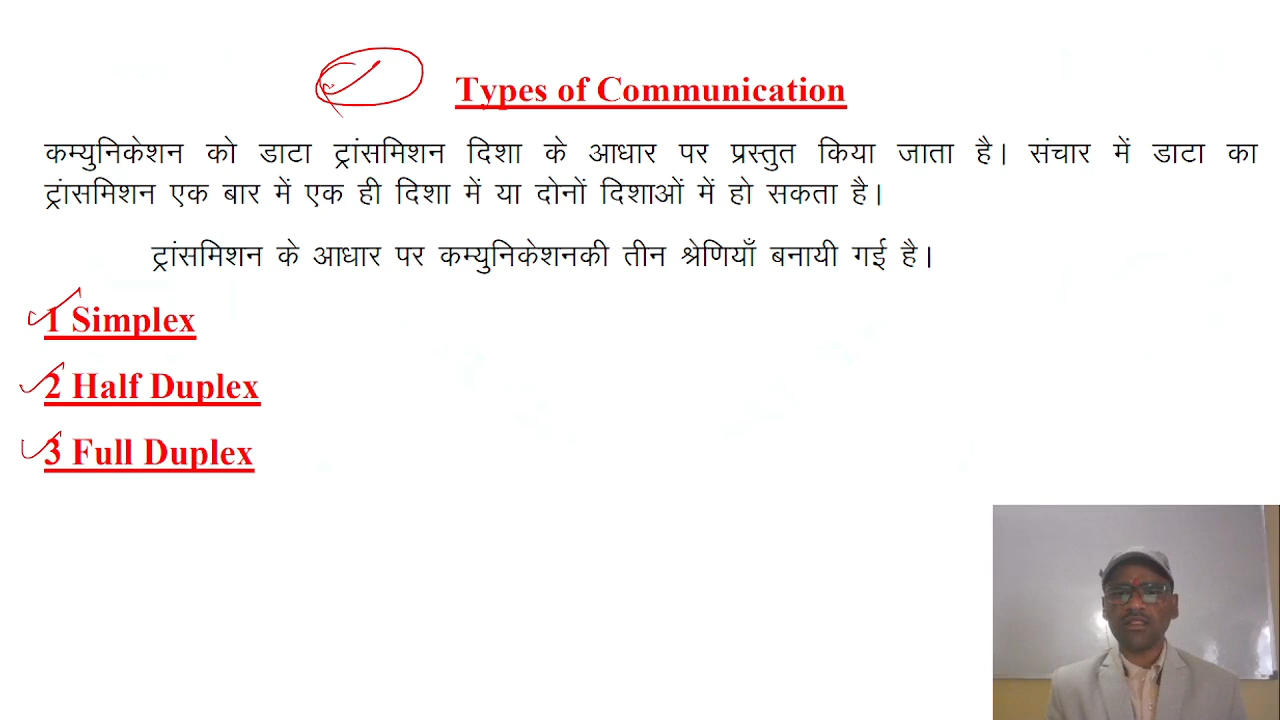 Types of Communication
कम्युनिकेशन को डाटा ट्रांसमिशन दिशा के आधार पर प्रस्तुत किया जाता है। संचार में डाटा का
ट्रांसमिशन एक बार में एक ही दिशा में या दोनों दिशाओं में हो सकता है।
ट्रांसमिशन के आधार पर कम्युनिकेशनकी तीन श्रेणियाँ बनायी गई है।
1 Simplex
2 Half Duplex
3 Full Duplex